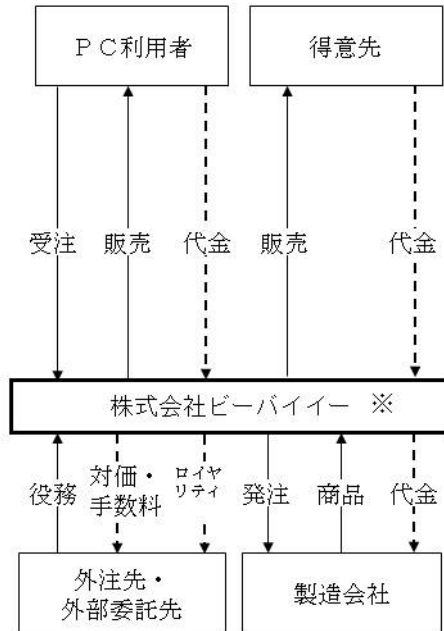 ＰＣ利用者
得意先
受注
販売
代金
販売
代金
株式会社ビーバイイー ※
役務
対価・
手数料
ロイヤ
リティ
発注
商品
代金
外注先・
外部委託先
製造会社